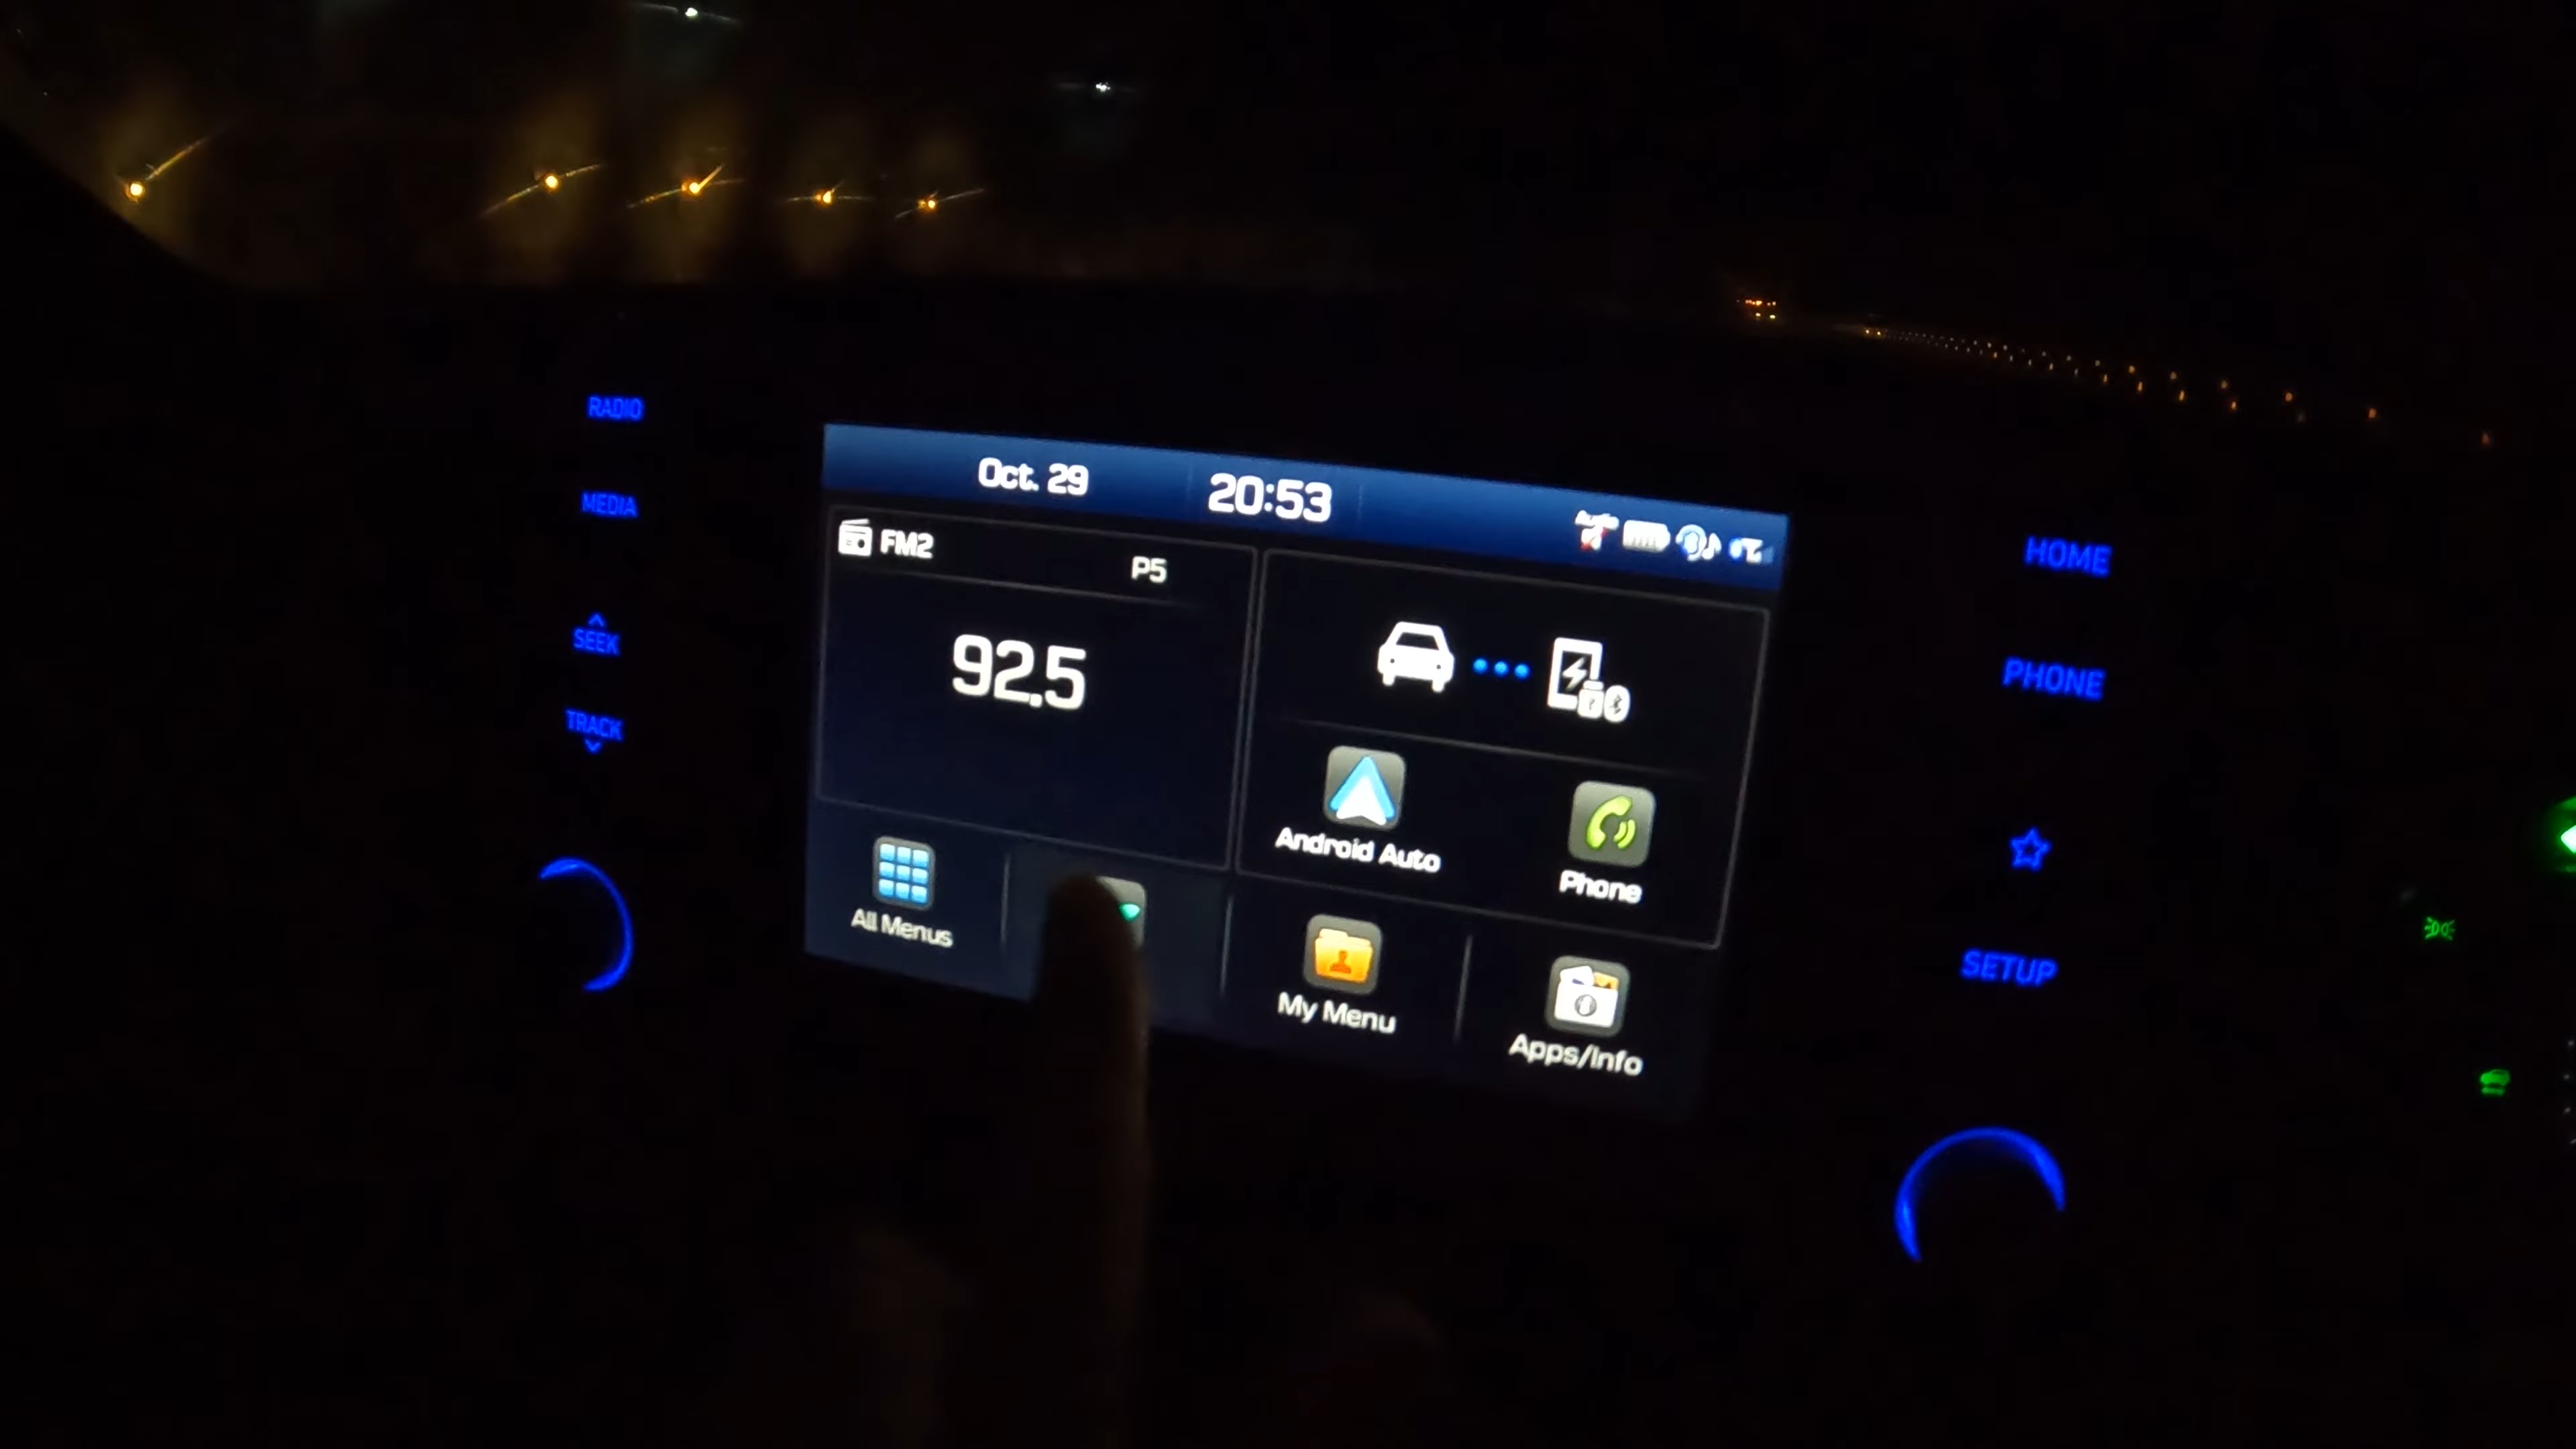 RADIO
MEDIA
SEEK
TRACK
Oct. 29
20:53
Audio
FM2
P5
92.5
Android Auto
Phone
All Menus
My Menu
Apps/Info
HOME
PHONE
SETUP